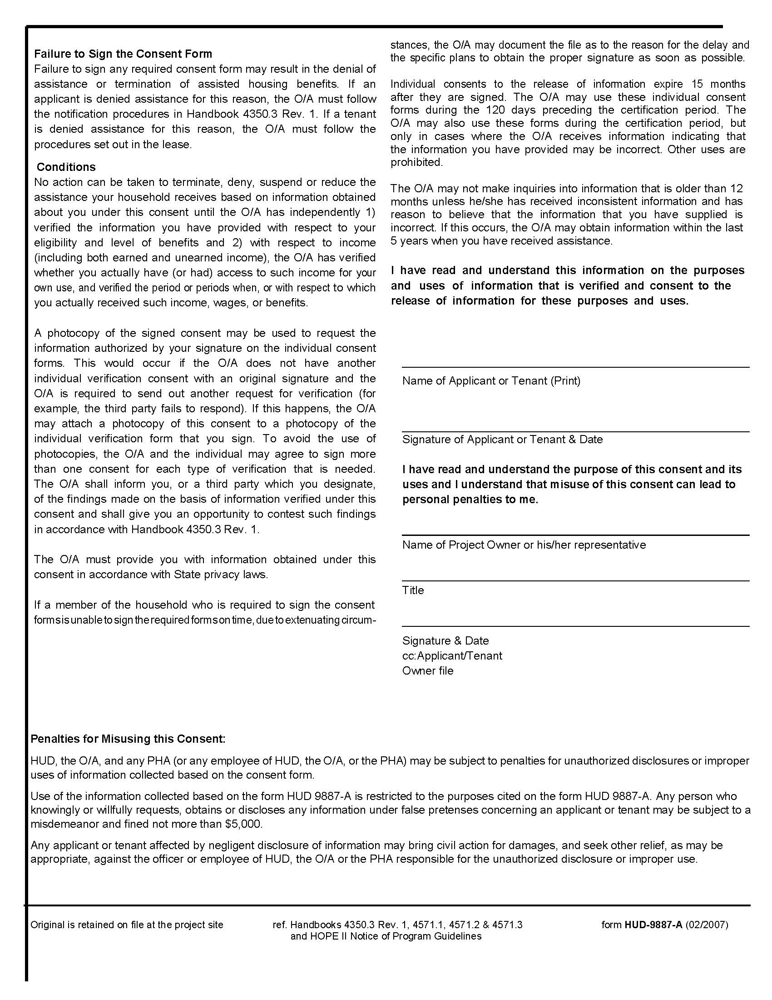 Failure to Sign the Consent Form
Failure to sign any required consent form may result in the denial of
assistance or termination of assisted housing benefits. If an
applicant is denied assistance for this reason, the O/A must follow
the notification procedures in Handbook 4350.3 Rev. 1. If a tenant
is denied assistance for this reason, the O/A must follow the
procedures set out in the lease.
Conditions
No action can be taken to terminate, deny, suspend or reduce the
assistance your household receives based on information obtained
about you under this consent until the O/A has independently 1)
verified the information you have provided with respect to your
eligibility and level of benefits and 2) with respect to income
(including both earned and unearned income), the O/A has verified
whether you actually have (or had) access to such income for your
own use, and verified the period or periods when, or with respect to which
you actually received such income, wages, or benefits.
A photocopy of the signed consent may be used to request the
information authorized by your signature on the individual consent
forms. This would occur if the O/A does not have another
individual verification consent with an original signature and the
O/A is required to send out another request for verification (for
example, the third party fails to respond). If this happens, the O/A
may attach a photocopy of this consent to a photocopy of the
individual verification form that you sign. To avoid the use of
photocopies, the O/A and the individual may agree to sign more
than one consent for each type of verification that is needed.
The O/A shall inform you, or a third party which you designate,
of the findings made on the basis of information verified under this
consent and shall give you an opportunity to contest such findings
in accordance with Handbook 4350.3 Rev. 1.
The O/A must provide you with information obtained under this
consent in accordance with State privacy laws.
If a member of the household who is required to sign the consent
forms is unable to sign the required forms on time, due to extenuating circum-
stances, the O/A may document the file as to the reason for the delay and
the specific plans to obtain the proper signature as soon as possible.
Individual consents to the release of information expire 15 months
after they are signed. The O/A may use these individual consent
forms during the 120 days preceding the certification period. The
O/A may also use these forms during the certification period, but
only in cases where the O/A receives information indicating that
the information you have provided may be incorrect. Other uses are
prohibited.
The O/A may not make inquiries into information that is older than 12
months unless he/she has received inconsistent information and has
reason to believe that the information that you have supplied is
incorrect. If this occurs, the O/A may obtain information within the last
5 years when you have received assistance.
I have read and understand this information on the purposes
and uses of information that is verified and consent to the
release of information for these purposes and uses.
Name of Applicant or Tenant (Print)
Signature of Applicant or Tenant & Date
I have read and understand the purpose of this consent and its
uses and I understand that misuse of this consent can lead to
personal penalties to me.
Name of Project Owner or his/her representative
Title
Signature & Date
cc:Applicant/Tenant
Owner file
Penalties for Misusing this Consent:
HUD, the O/A, and any PHA (or any employee of HUD, the O/A, or the PHA) may be subject to penalties for unauthorized disclosures or improper
uses of information collected based on the consent form.
Use of the information collected based on the form HUD 9887-A is restricted to the purposes cited on the form HUD 9887-A. Any person who
knowingly or willfully requests, obtains or discloses any information under false pretenses concerning an applicant or tenant may be subject to a
misdemeanor and fined not more than $5,000.
Any applicant or tenant affected by negligent disclosure of information may bring civil action for damages, and seek other relief, as may be
appropriate, against the officer or employee of HUD, the O/A or the PHA responsible for the unauthorized disclosure or improper use.
Original is retained on file at the project site
ref. Handbooks 4350.3 Rev. 1, 4571.1, 4571.2 & 4571.3
and HOPE II Notice of Program Guidelines
form HUD-9887-A (02/2007)